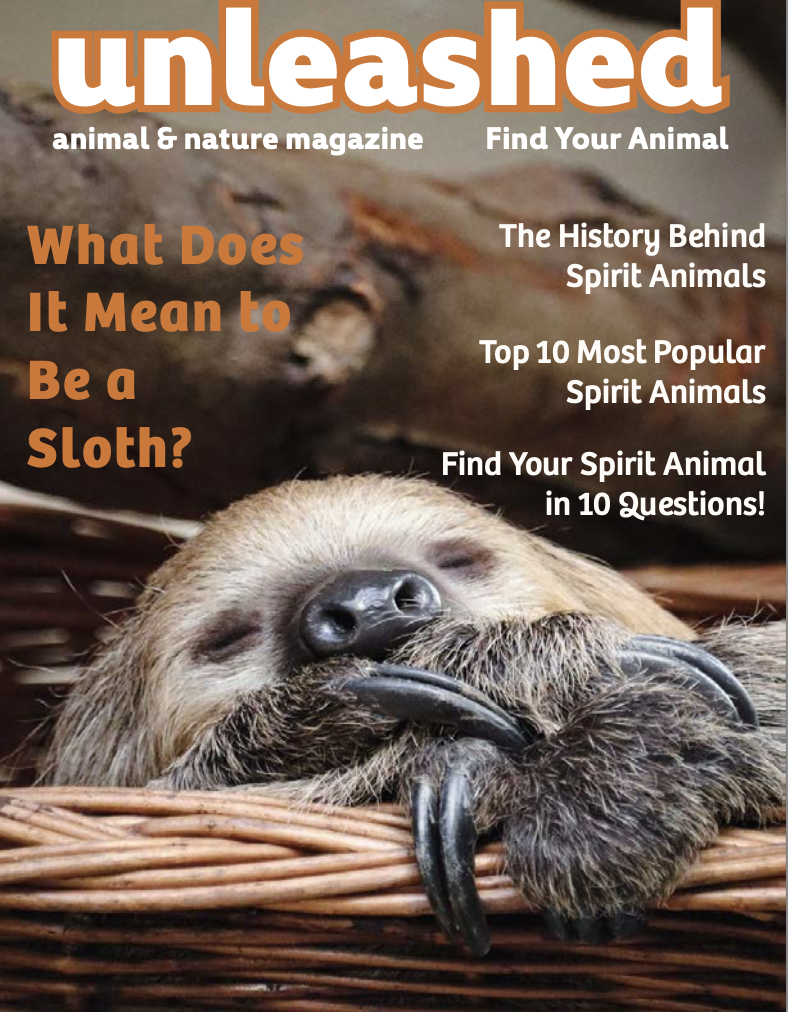 unleashed
animal & nature magazine
Find Your Animal
What Does
It Mean to
Be a
Sloth?
The History Behind
Spirit Animals
Top 10 Most Popular
Spirit Animals
Find Your Spirit Animal
in 10 Questions!